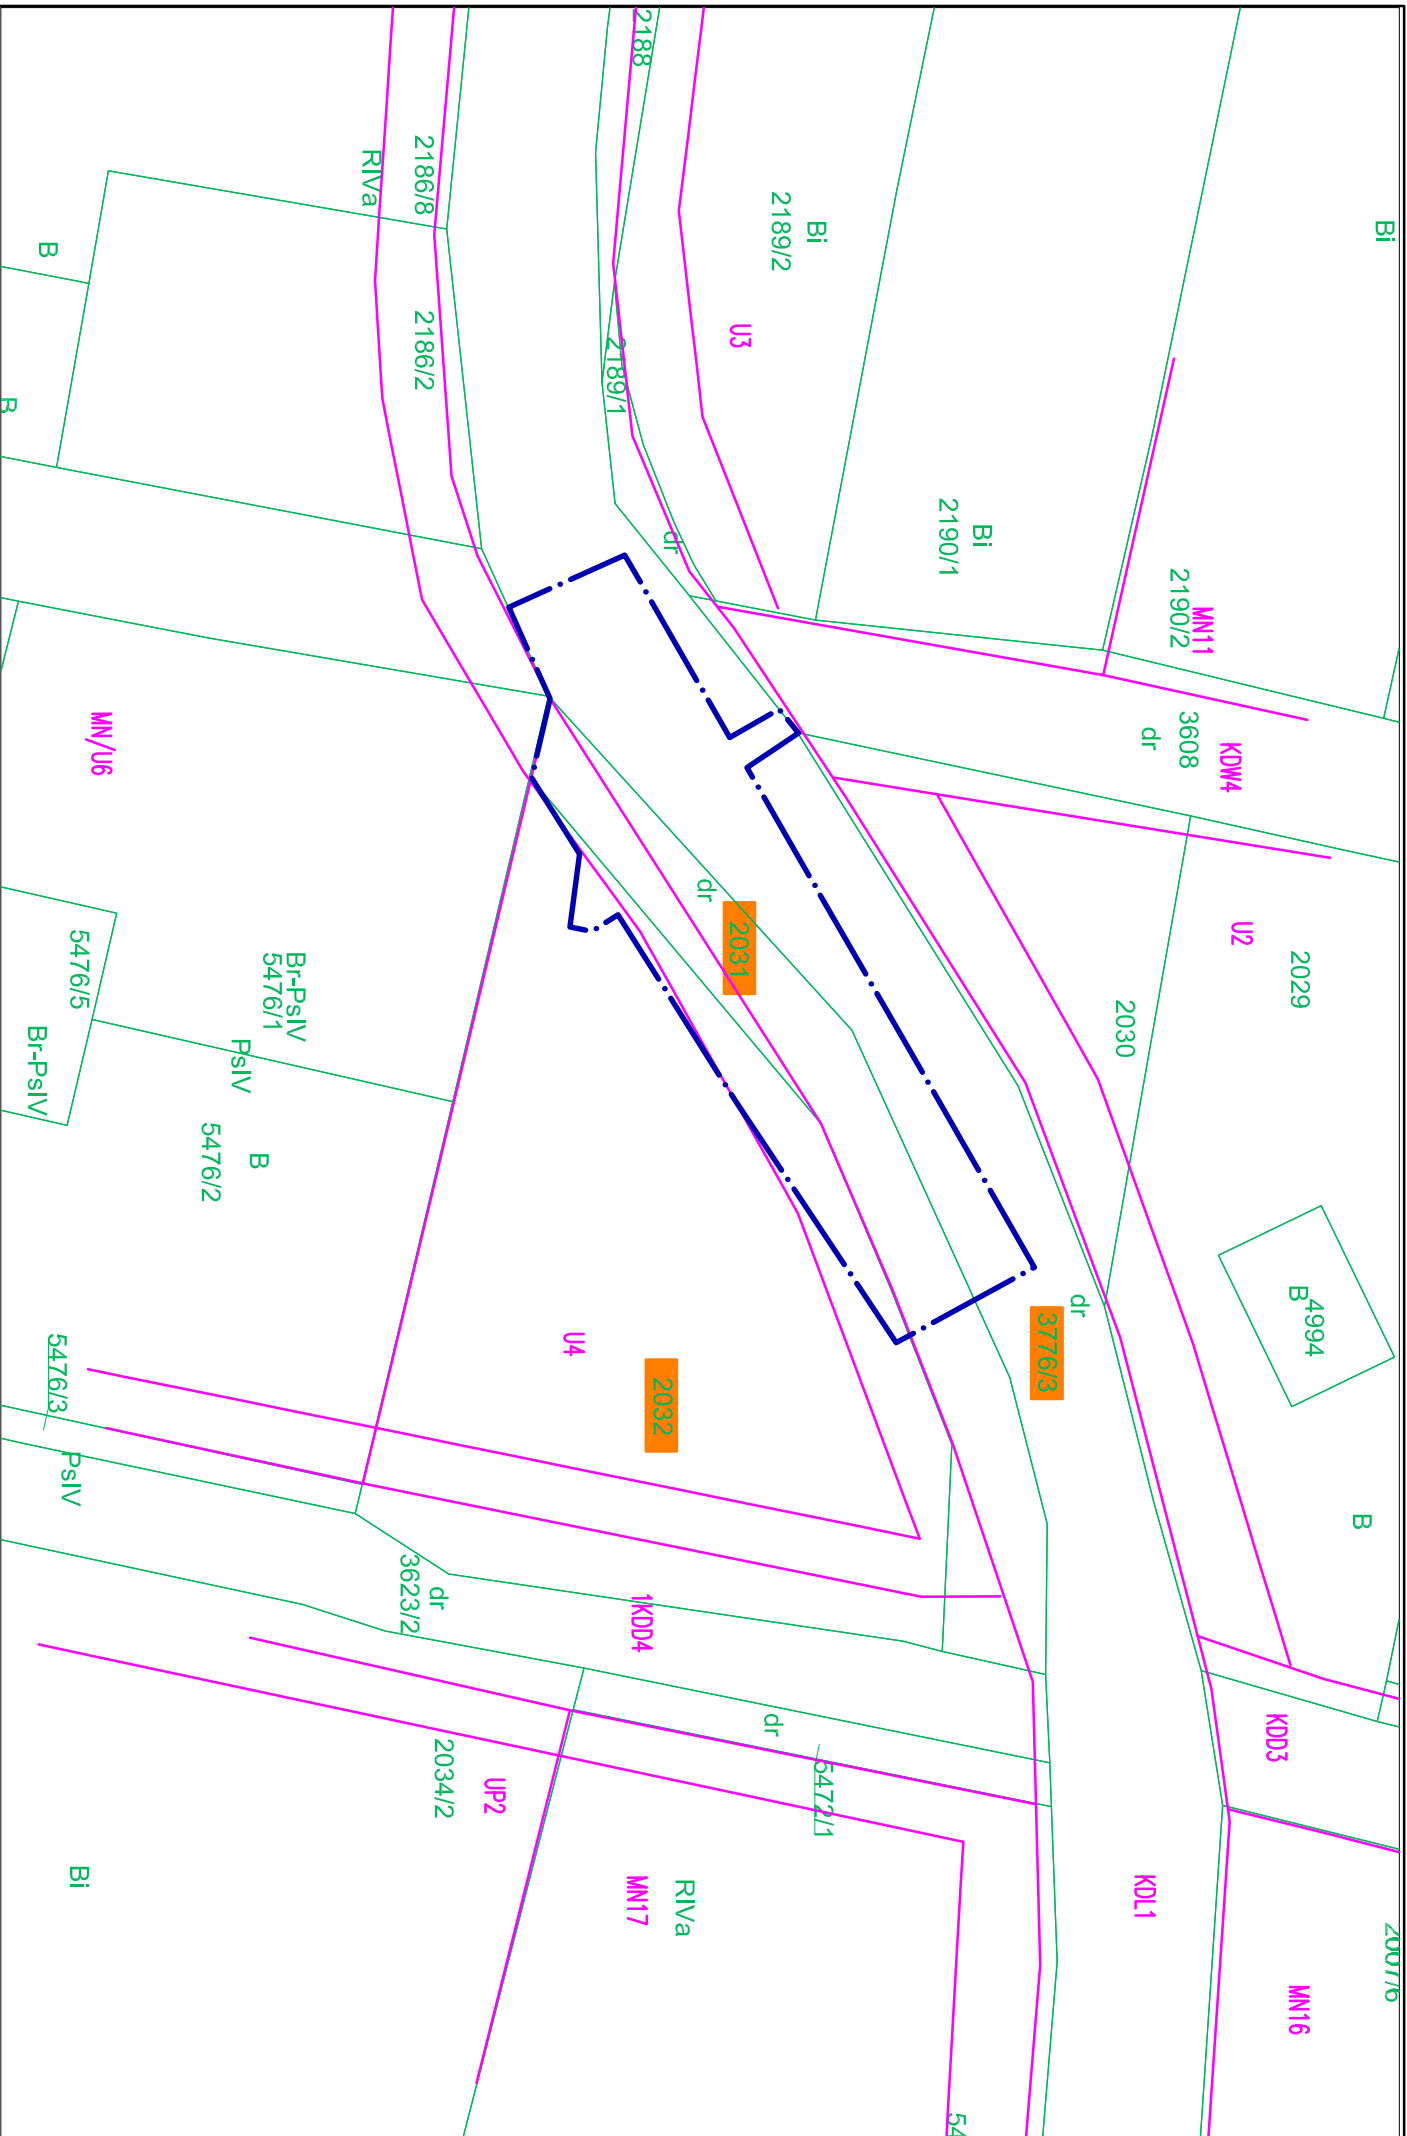 2188
Bi
2186/8
RIVa
Bi
2189/2
B
U3
2186/2
2189/1
B
dr
Bi
2190/1
2190/2
MN11
MN/U6
3608
dr
KDW4
dr
2031
U2
2029
2030
5476/5
Br-PsIV
5476/1
PsIV
Br-PsIV
B
5476/2
dr
3776/3
B
4994
U4
2032
5476/3
PsIV
B
dr
3623/2
1KDD4
dr
KDD3
5472/1
2034/2
UP2
Bi
MN17
RIVa
KDL1
2007/6
MN16
54